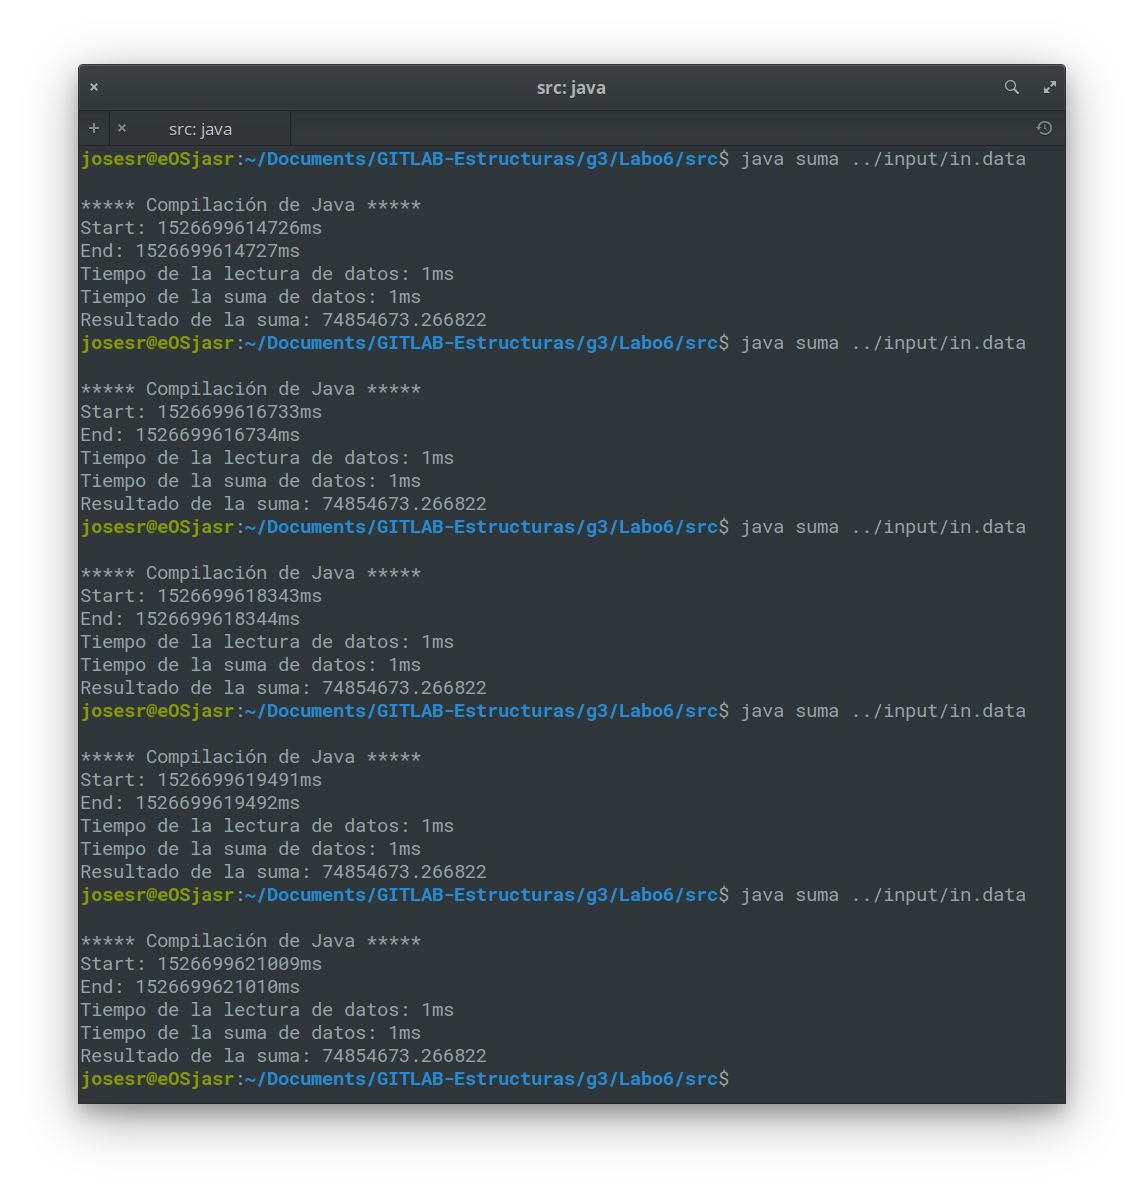 src: java
src: java
josesr@eOSjasr:~/Documents/GITLAB-Estructuras/g3/Labo6/src$ java suma ../input/in.data
***** Compilación de Java *****
Start: 1526699614726ms
End: 1526699614727ms
Tiempo de la lectura de datos: 1ms
Tiempo de la suma de datos: 1ms
Resultado de la suma: 74854673.266822
josesr@eOSjasr:~/Documents/GITLAB-Estructuras/g3/Labo6/src$ java suma ../input/in.data
***** Compilación de Java *****
Start: 1526699616733ms
End: 1526699616734ms
Tiempo de la lectura de datos: 1ms
Tiempo de la suma de datos: 1ms
Resultado de la suma: 74854673.266822
josesr@eOSjasr:~/Documents/GITLAB-Estructuras/g3/Labo6/src$ java suma ../input/in.data
***** Compilación de Java *****
Start: 1526699618343ms
End: 1526699618344ms
Tiempo de la lectura de datos: 1ms
Tiempo de la suma de datos: 1ms
Resultado de la suma: 74854673.266822
josesr@eOSjasr:~/Documents/GITLAB-Estructuras/g3/Labo6/src$ java suma ../input/in.data
***** Compilación de Java *****
Start: 1526699619491ms
End: 1526699619492ms
Tiempo de la lectura de datos: 1ms
Tiempo de la suma de datos: 1ms
Resultado de la suma: 74854673.266822
josesr@eOSjasr:~/Documents/GITLAB-Estructuras/g3/Labo6/src$ java suma ../input/in.data
***** Compilación de Java *****
Start: 1526699621009ms
End: 1526699621010ms
Tiempo de la lectura de datos: 1ms
Tiempo de la suma de datos: 1ms
Resultado de la suma: 74854673.266822
josesr@eOSjasr:~/Documents/GITLAB-Estructuras/g3/Labo6/src$